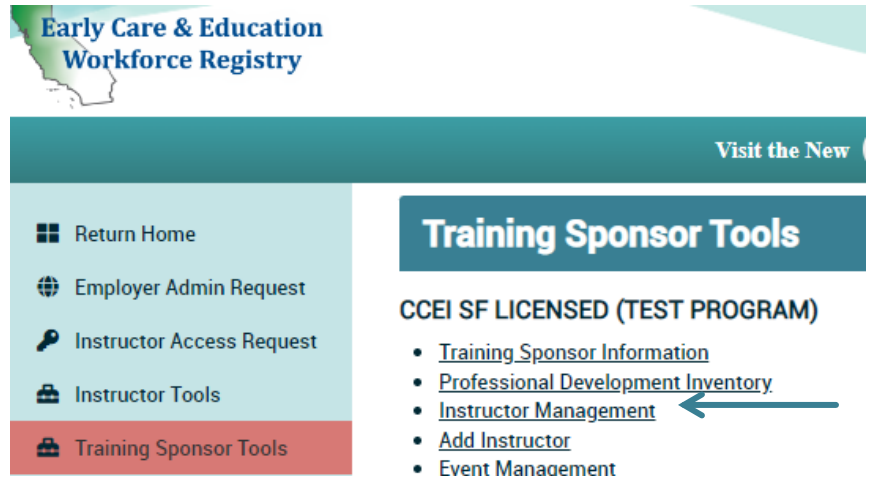 Early Care & Education
Workforce Registry
Visit the New
Return Home
Employer Admin Request
Instructor Access Request
Instructor Tools
Training Sponsor Tools
Training Sponsor Tools
CCEI SF LICENSED (TEST PROGRAM)
Training Sponsor Information
Professional Development Inventory
Instructor Management
Add Instructor
Event Management